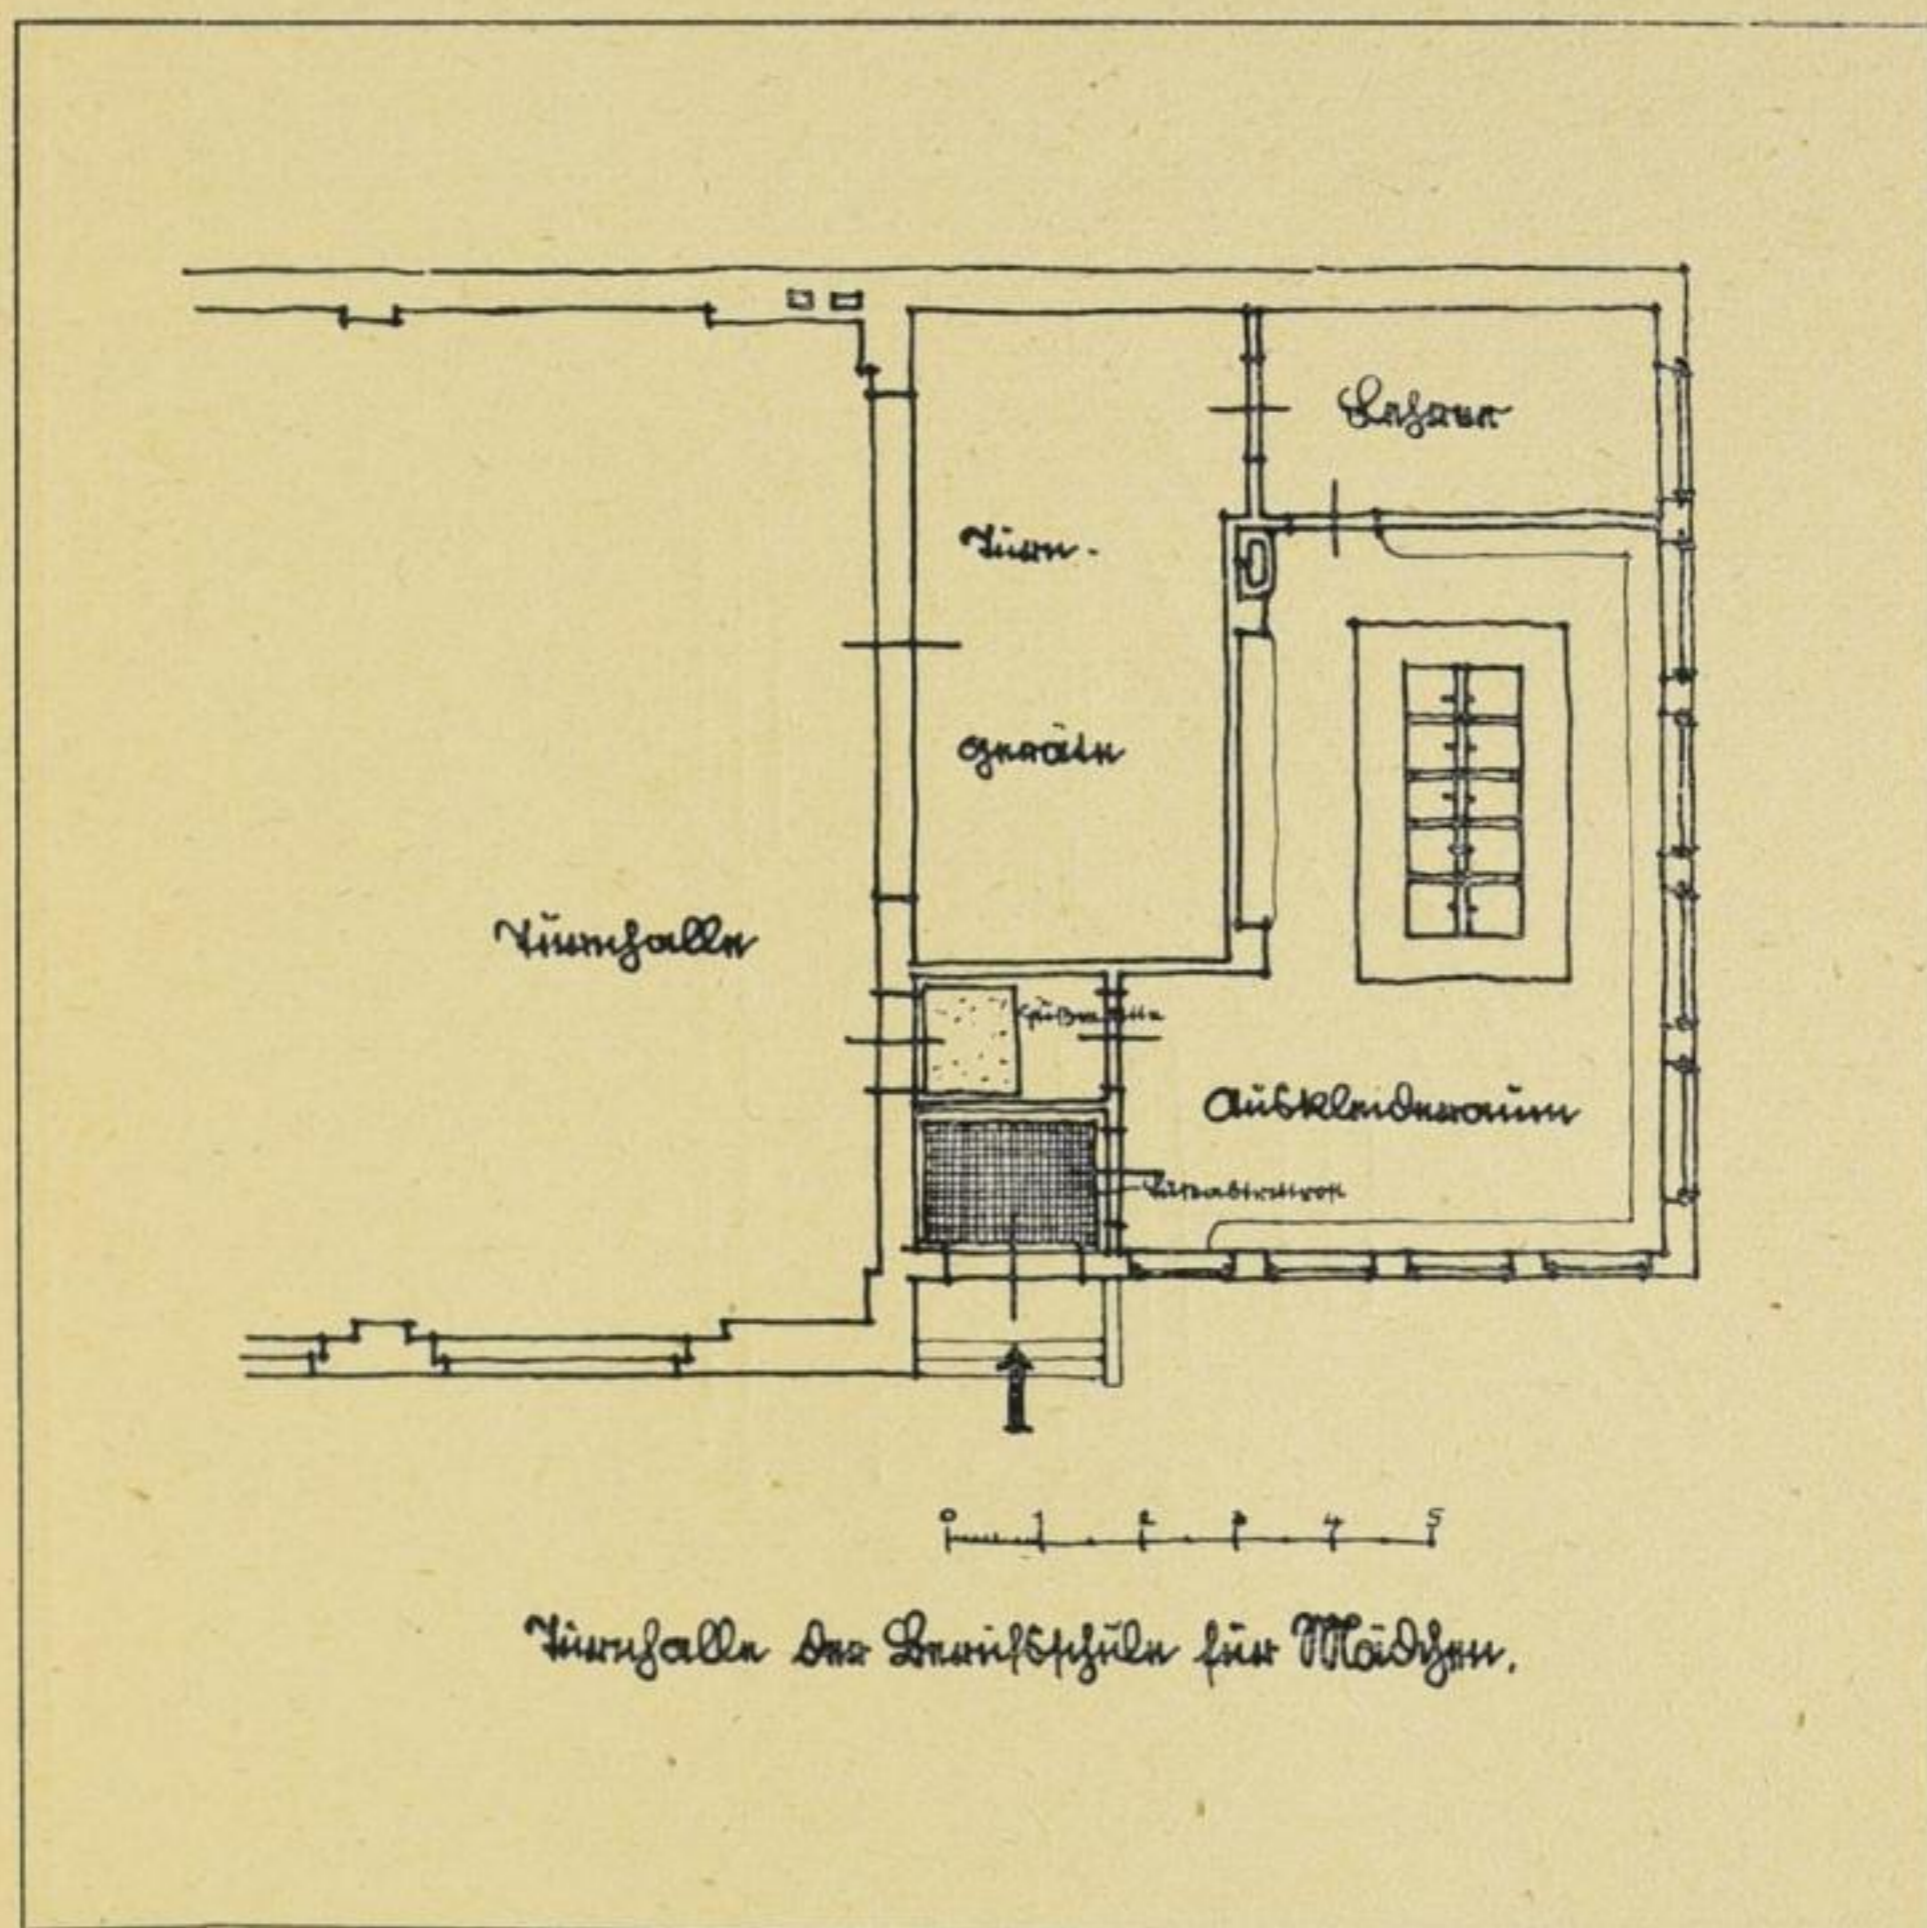 Lehrer
Turn-
geräte
Turnhalle
Auskleideraum
0 1 2 3 4 5
Turnhalle der Berufsschule für Mädchen.